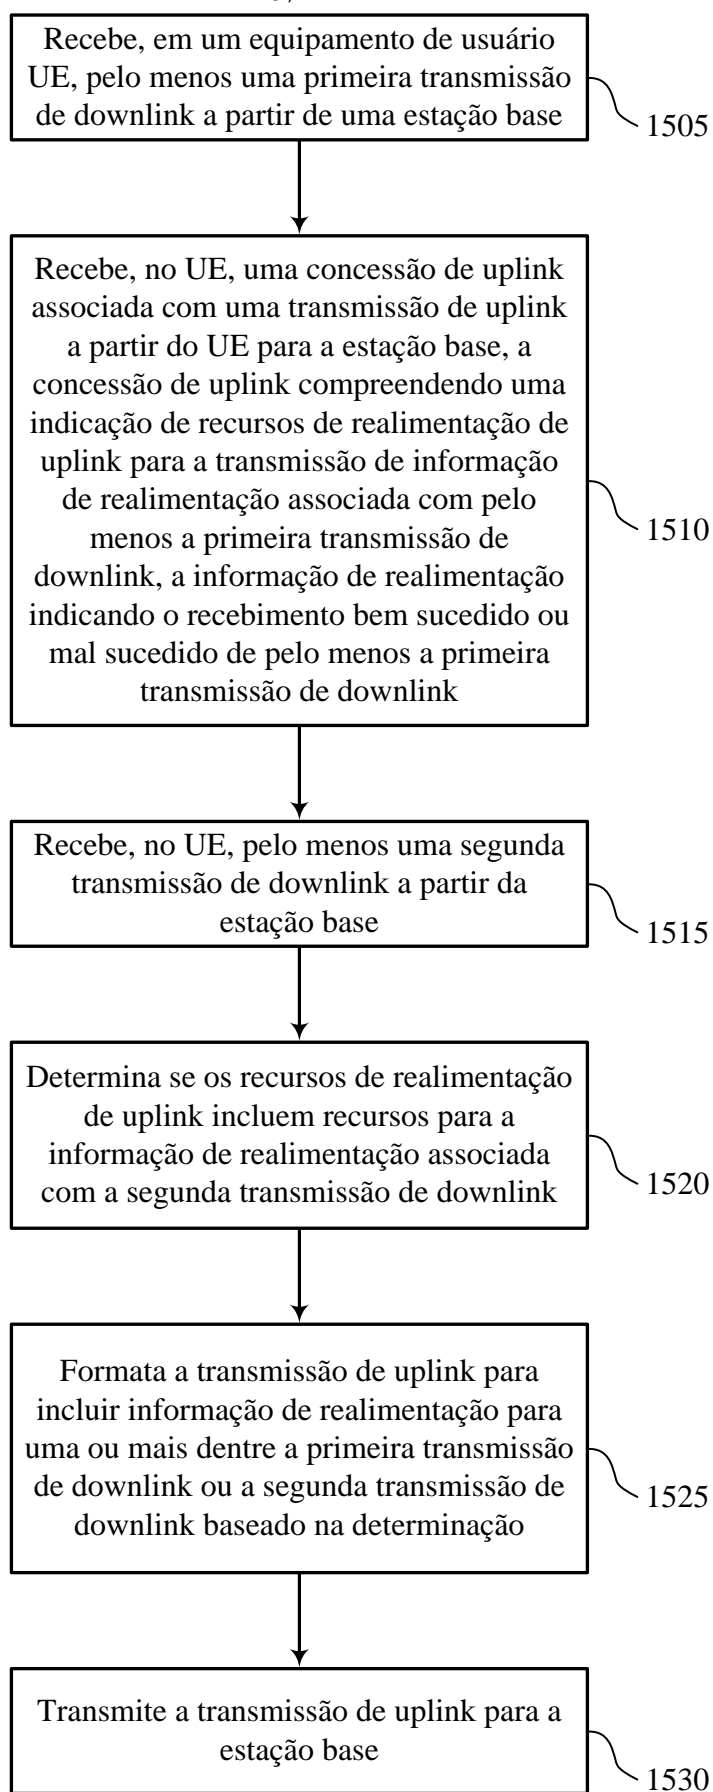 Recebe, em um equipamento de usuário
UE, pelo menos uma primeira transmissão
de downlink a partir de uma estação base
1505
Recebe, no UE, uma concessão de uplink
associada com uma transmissão de uplink
a partir do UE para a estação base, a
concessão de uplink compreendendo uma
indicação de recursos de realimentação de
uplink para a transmissão de informação
de realimentação associada com pelo
menos a primeira transmissão de
downlink, a informação de realimentação
indicando o recebimento bem sucedido ou
mal sucedido de pelo menos a primeira
transmissão de downlink
1510
Recebe, no UE, pelo menos uma segunda
transmissão de downlink a partir da
estação base
1515
Determina se os recursos de realimentação
de uplink incluem recursos para a
informação de realimentação associada
com a segunda transmissão de downlink
1520
Formata a transmissão de uplink para
incluir informação de realimentação para
uma ou mais dentre a primeira transmissão
de downlink ou a segunda transmissão de
downlink baseado na determinação
1525
Transmite a transmissão de uplink para a
estação base
1530